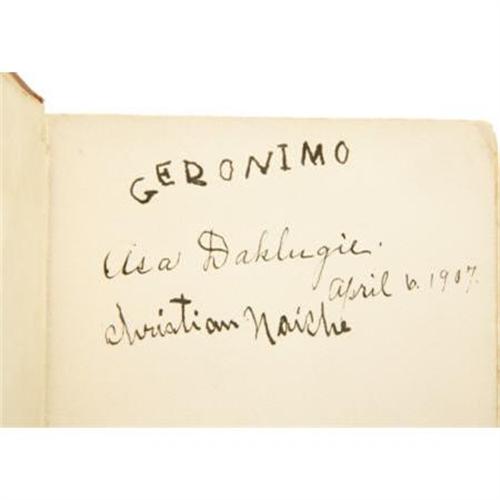 GERONIMO
Asa Daklugie.
April 6. 1907.
Christian Naiche